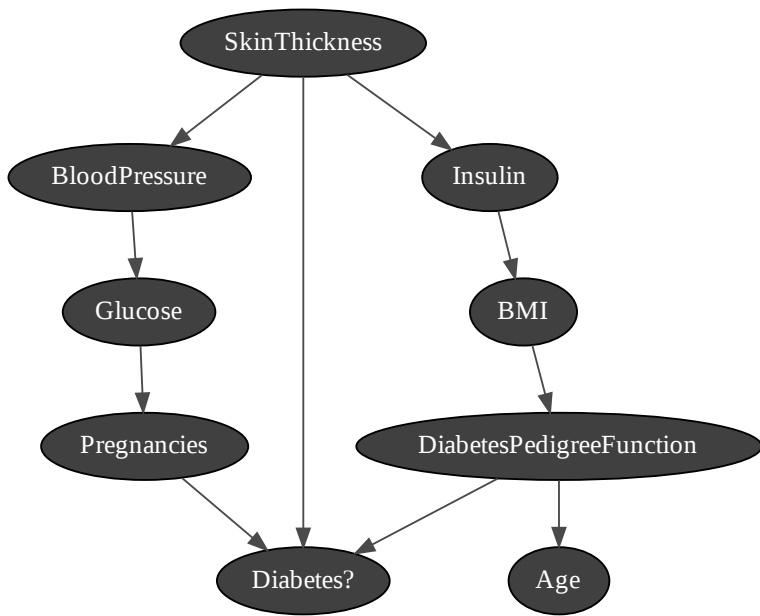 SkinThickness
BloodPressure
Insulin
Glucose
BMI
Pregnancies
DiabetesPedigreeFunction
Diabetes?
Age